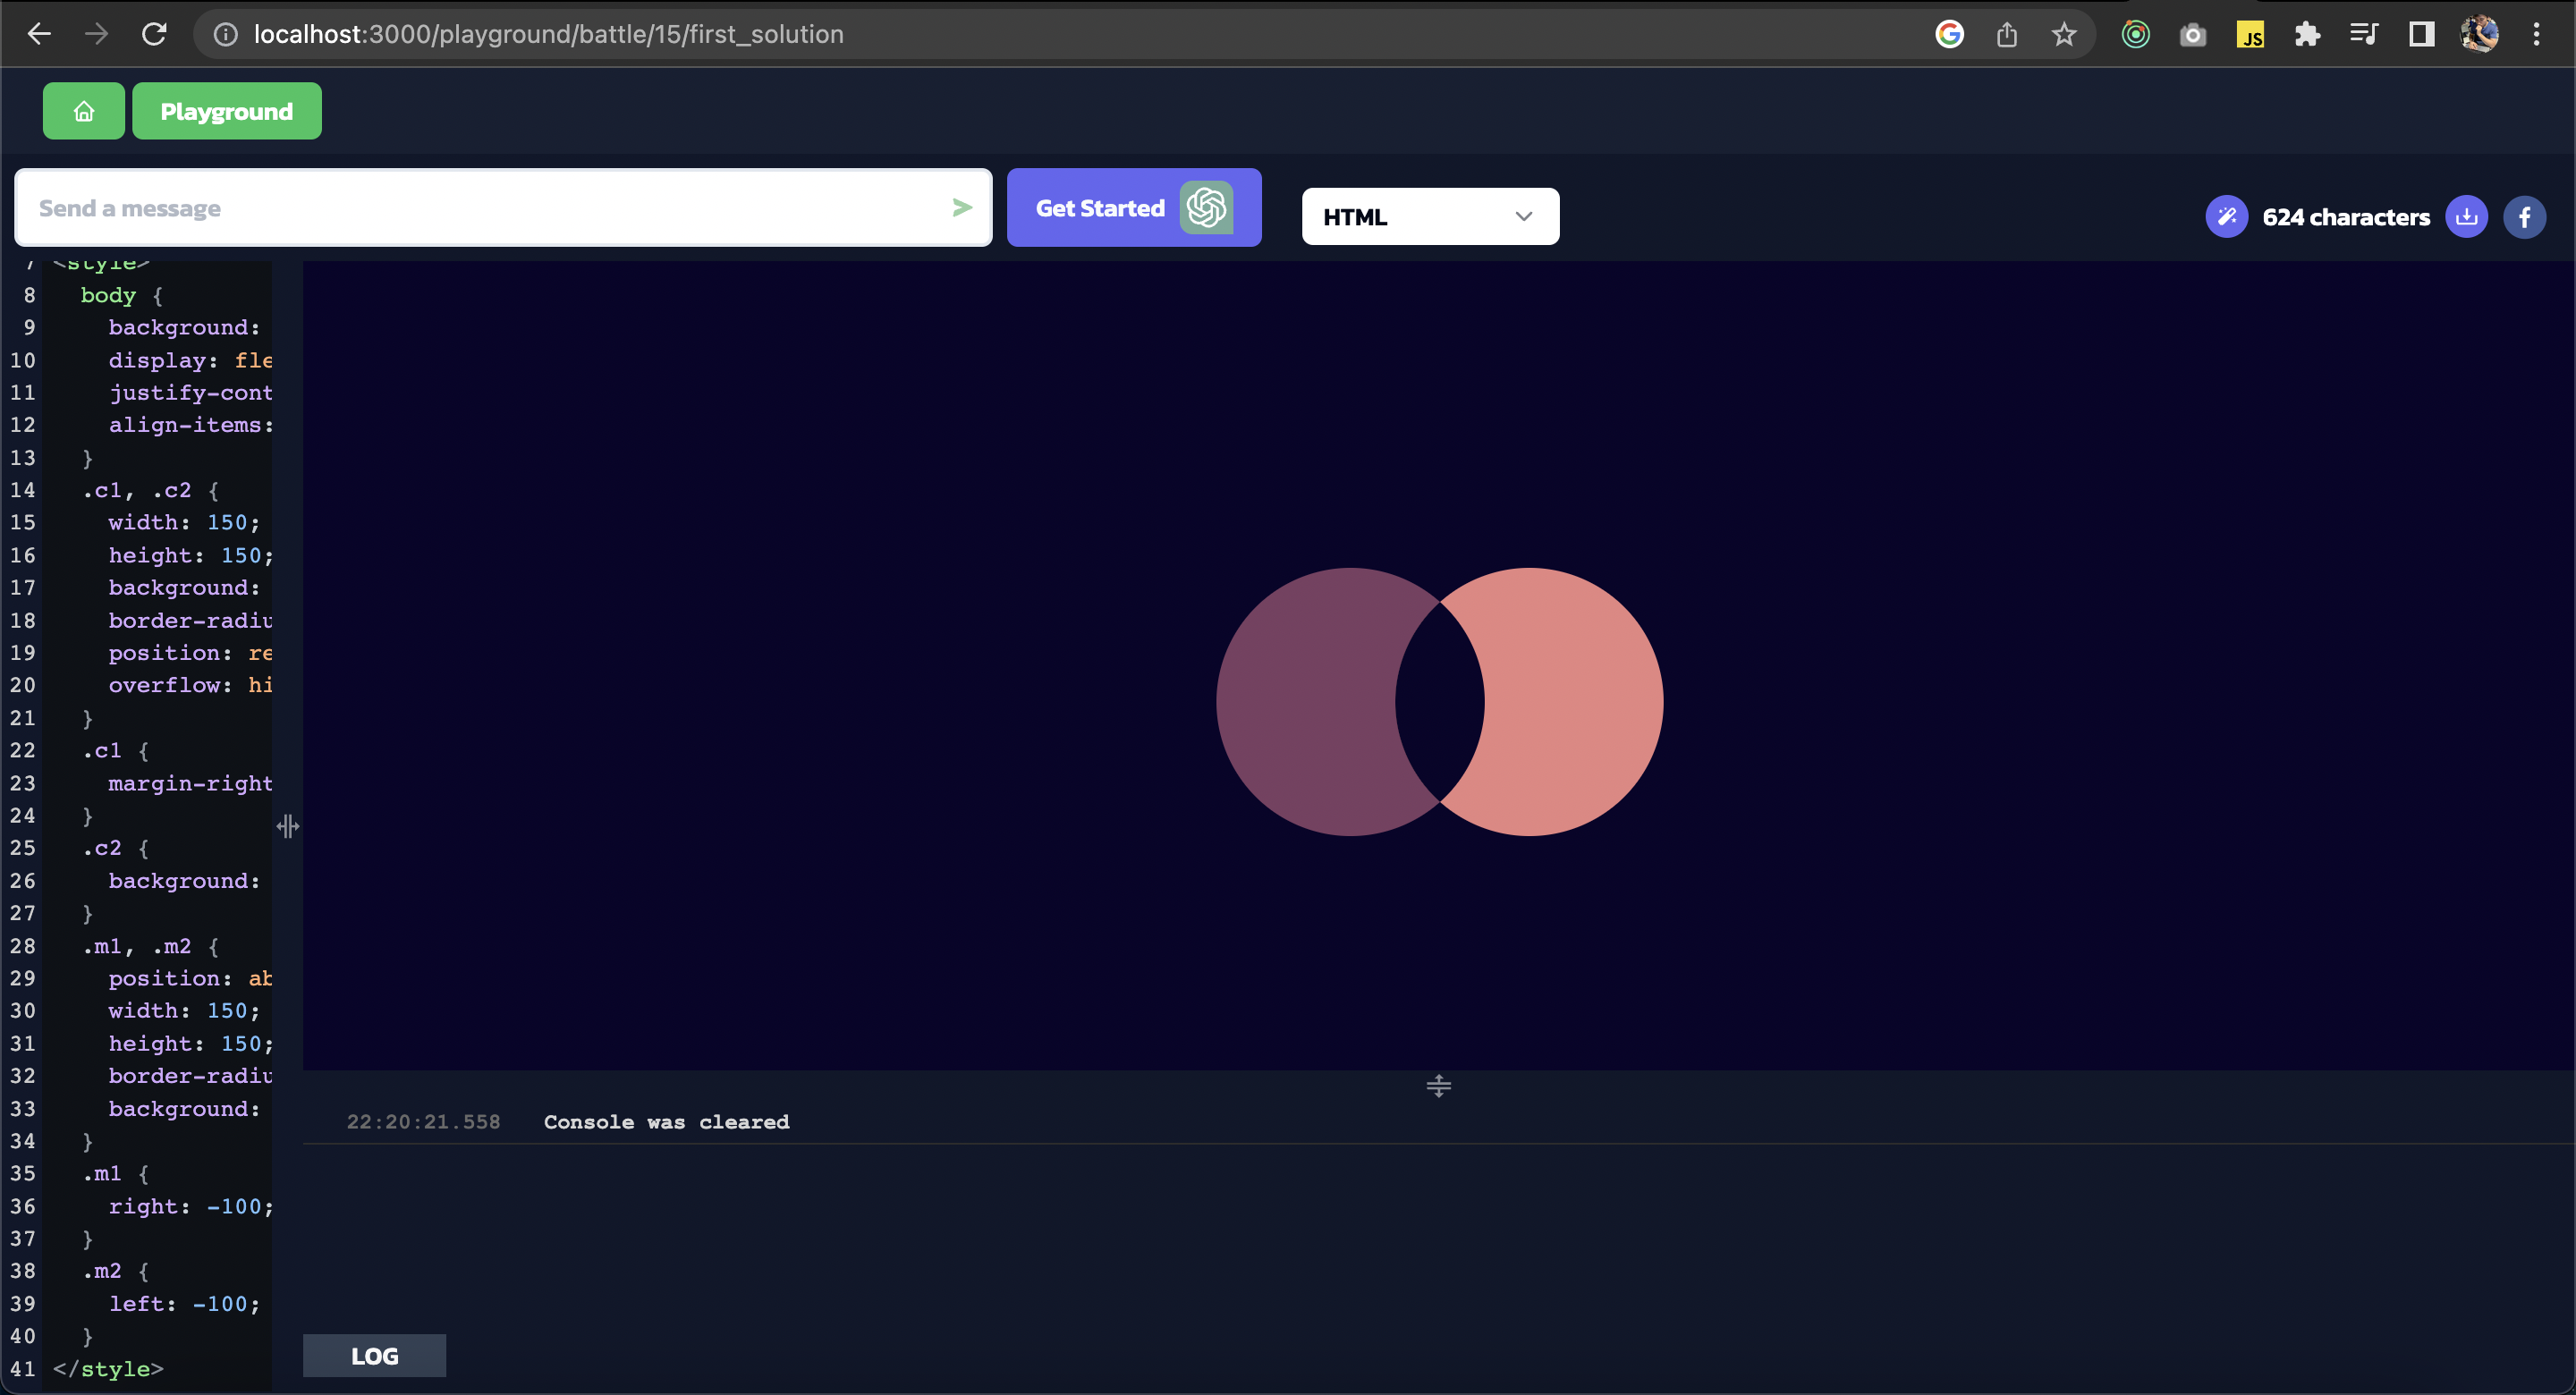 localhost:3000/playground/battle/15/first_solution
JS
Playground
Send a message
Get Started
HTML
624 characters
7 <style>
8 body {
9 background:
10 display: fle
11 justify-cont
12 align-items:
13 }
14 .c1, .c2 {
15 width: 150;
16 height: 150;
17 background:
18 border-radiu
19 position: re
20 overflow: hi
21 }
22 .c1 {
23 margin-right
24 }
25 .c2 {
26 background:
27 }
28 .m1, .m2 {
29 position: ab
30 width: 150;
31 height: 150;
32 border-radiu
33 background:
34 }
35 .m1 {
36 right: -100;
37 }
38 .m2 {
39 left: -100;
40 }
41 </style>
22:20:21.558 Console was cleared
LOG